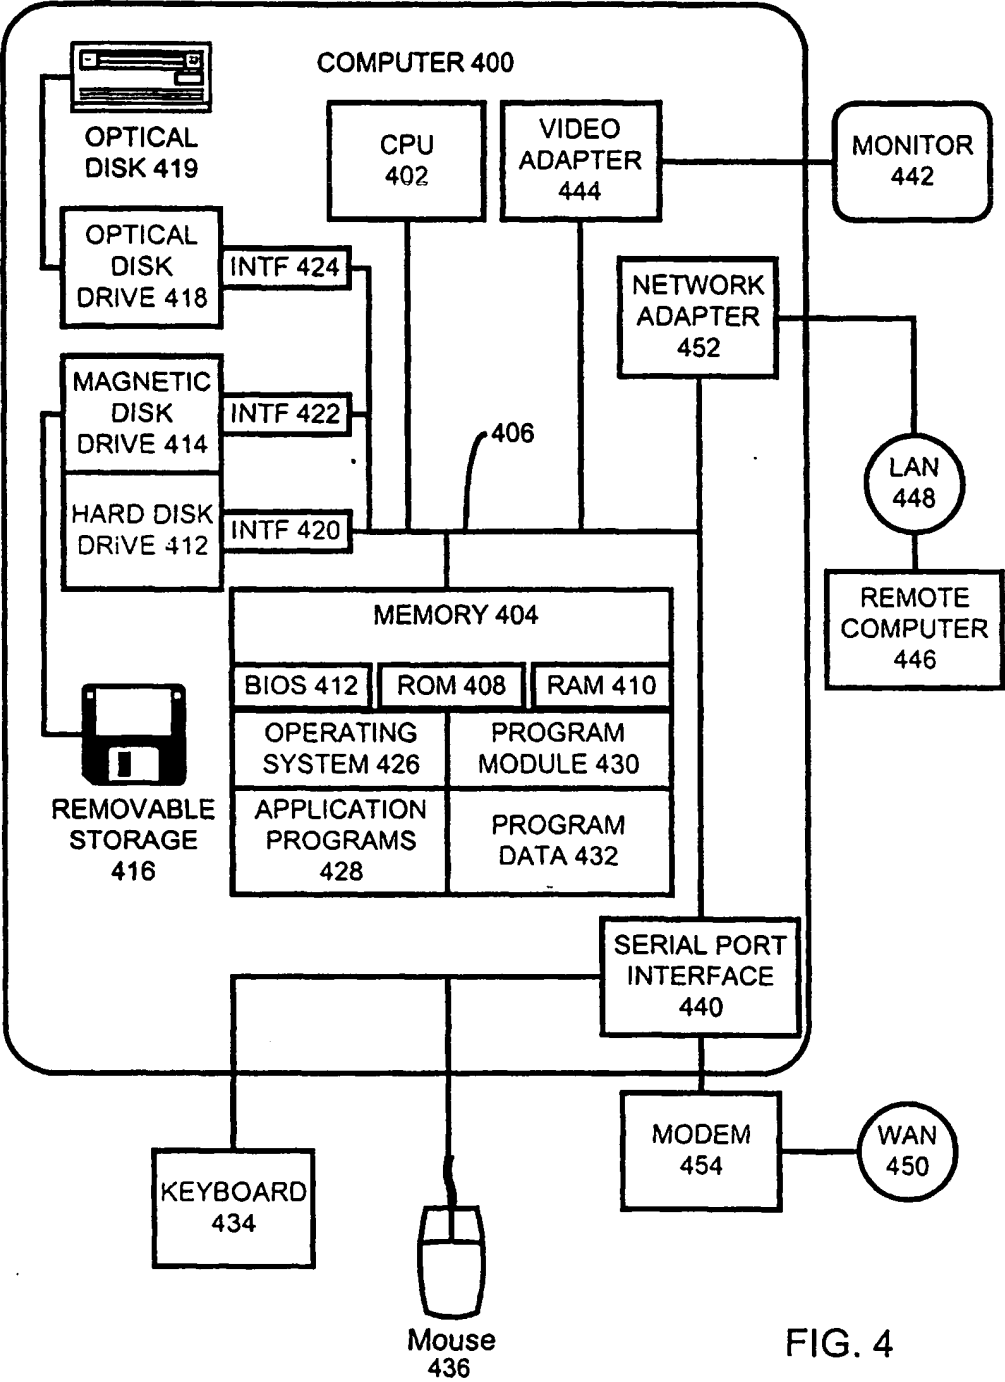 COMPUTER 400
OPTICAL
DISK 419
CPU
402
VIDEO
ADAPTER
444
MONITOR
442
OPTICAL
DISK
DRIVE 418
INTF 424
NETWORK
ADAPTER
452
MAGNETIC
DISK
DRIVE 414
INTF 422
406
LAN
448
HARD DISK
DRIVE 412
INTF 420
REMOTE
COMPUTER
446
MEMORY 404
BIOS 412
ROM 408
RAM 410
OPERATING
SYSTEM 426
PROGRAM
MODULE 430
APPLICATION
PROGRAMS
428
PROGRAM
DATA 432
REMOVABLE
STORAGE
416
SERIAL PORT
INTERFACE
440
MODEM
454
WAN
450
KEYBOARD
434
Mouse
436
FIG. 4